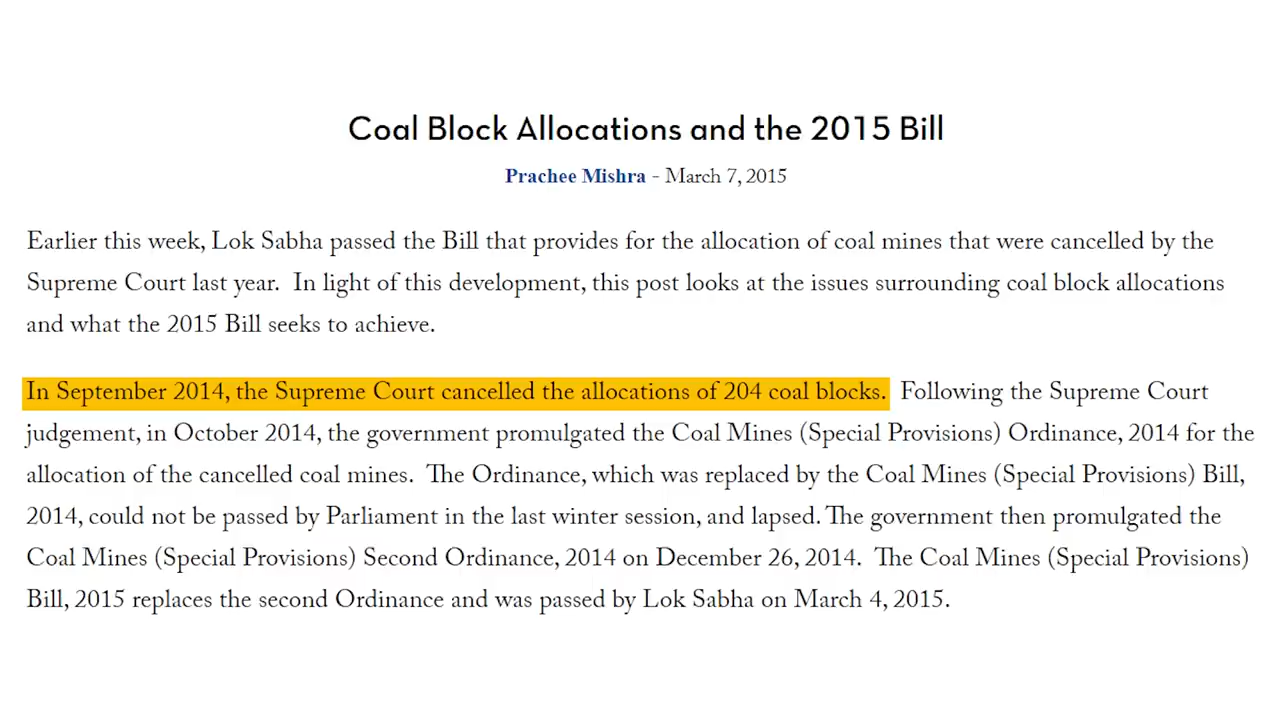 Coal Block Allocations and the 2015 Bill
Prachee Mishra - March 7, 2015
Earlier this week, Lok Sabha passed the Bill that provides for the allocation of coal mines that were cancelled by the
Supreme Court last year.  In light of this development, this post looks at the issues surrounding coal block allocations
and what the 2015 Bill seeks to achieve.
In September 2014, the Supreme Court cancelled the allocations of 204 coal blocks.  Following the Supreme Court
judgement, in October 2014, the government promulgated the Coal Mines (Special Provisions) Ordinance, 2014 for the
allocation of the cancelled coal mines.  The Ordinance, which was replaced by the Coal Mines (Special Provisions) Bill,
2014, could not be passed by Parliament in the last winter session, and lapsed. The government then promulgated the
Coal Mines (Special Provisions) Second Ordinance, 2014 on December 26, 2014.  The Coal Mines (Special Provisions)
Bill, 2015 replaces the second Ordinance and was passed by Lok Sabha on March 4, 2015.